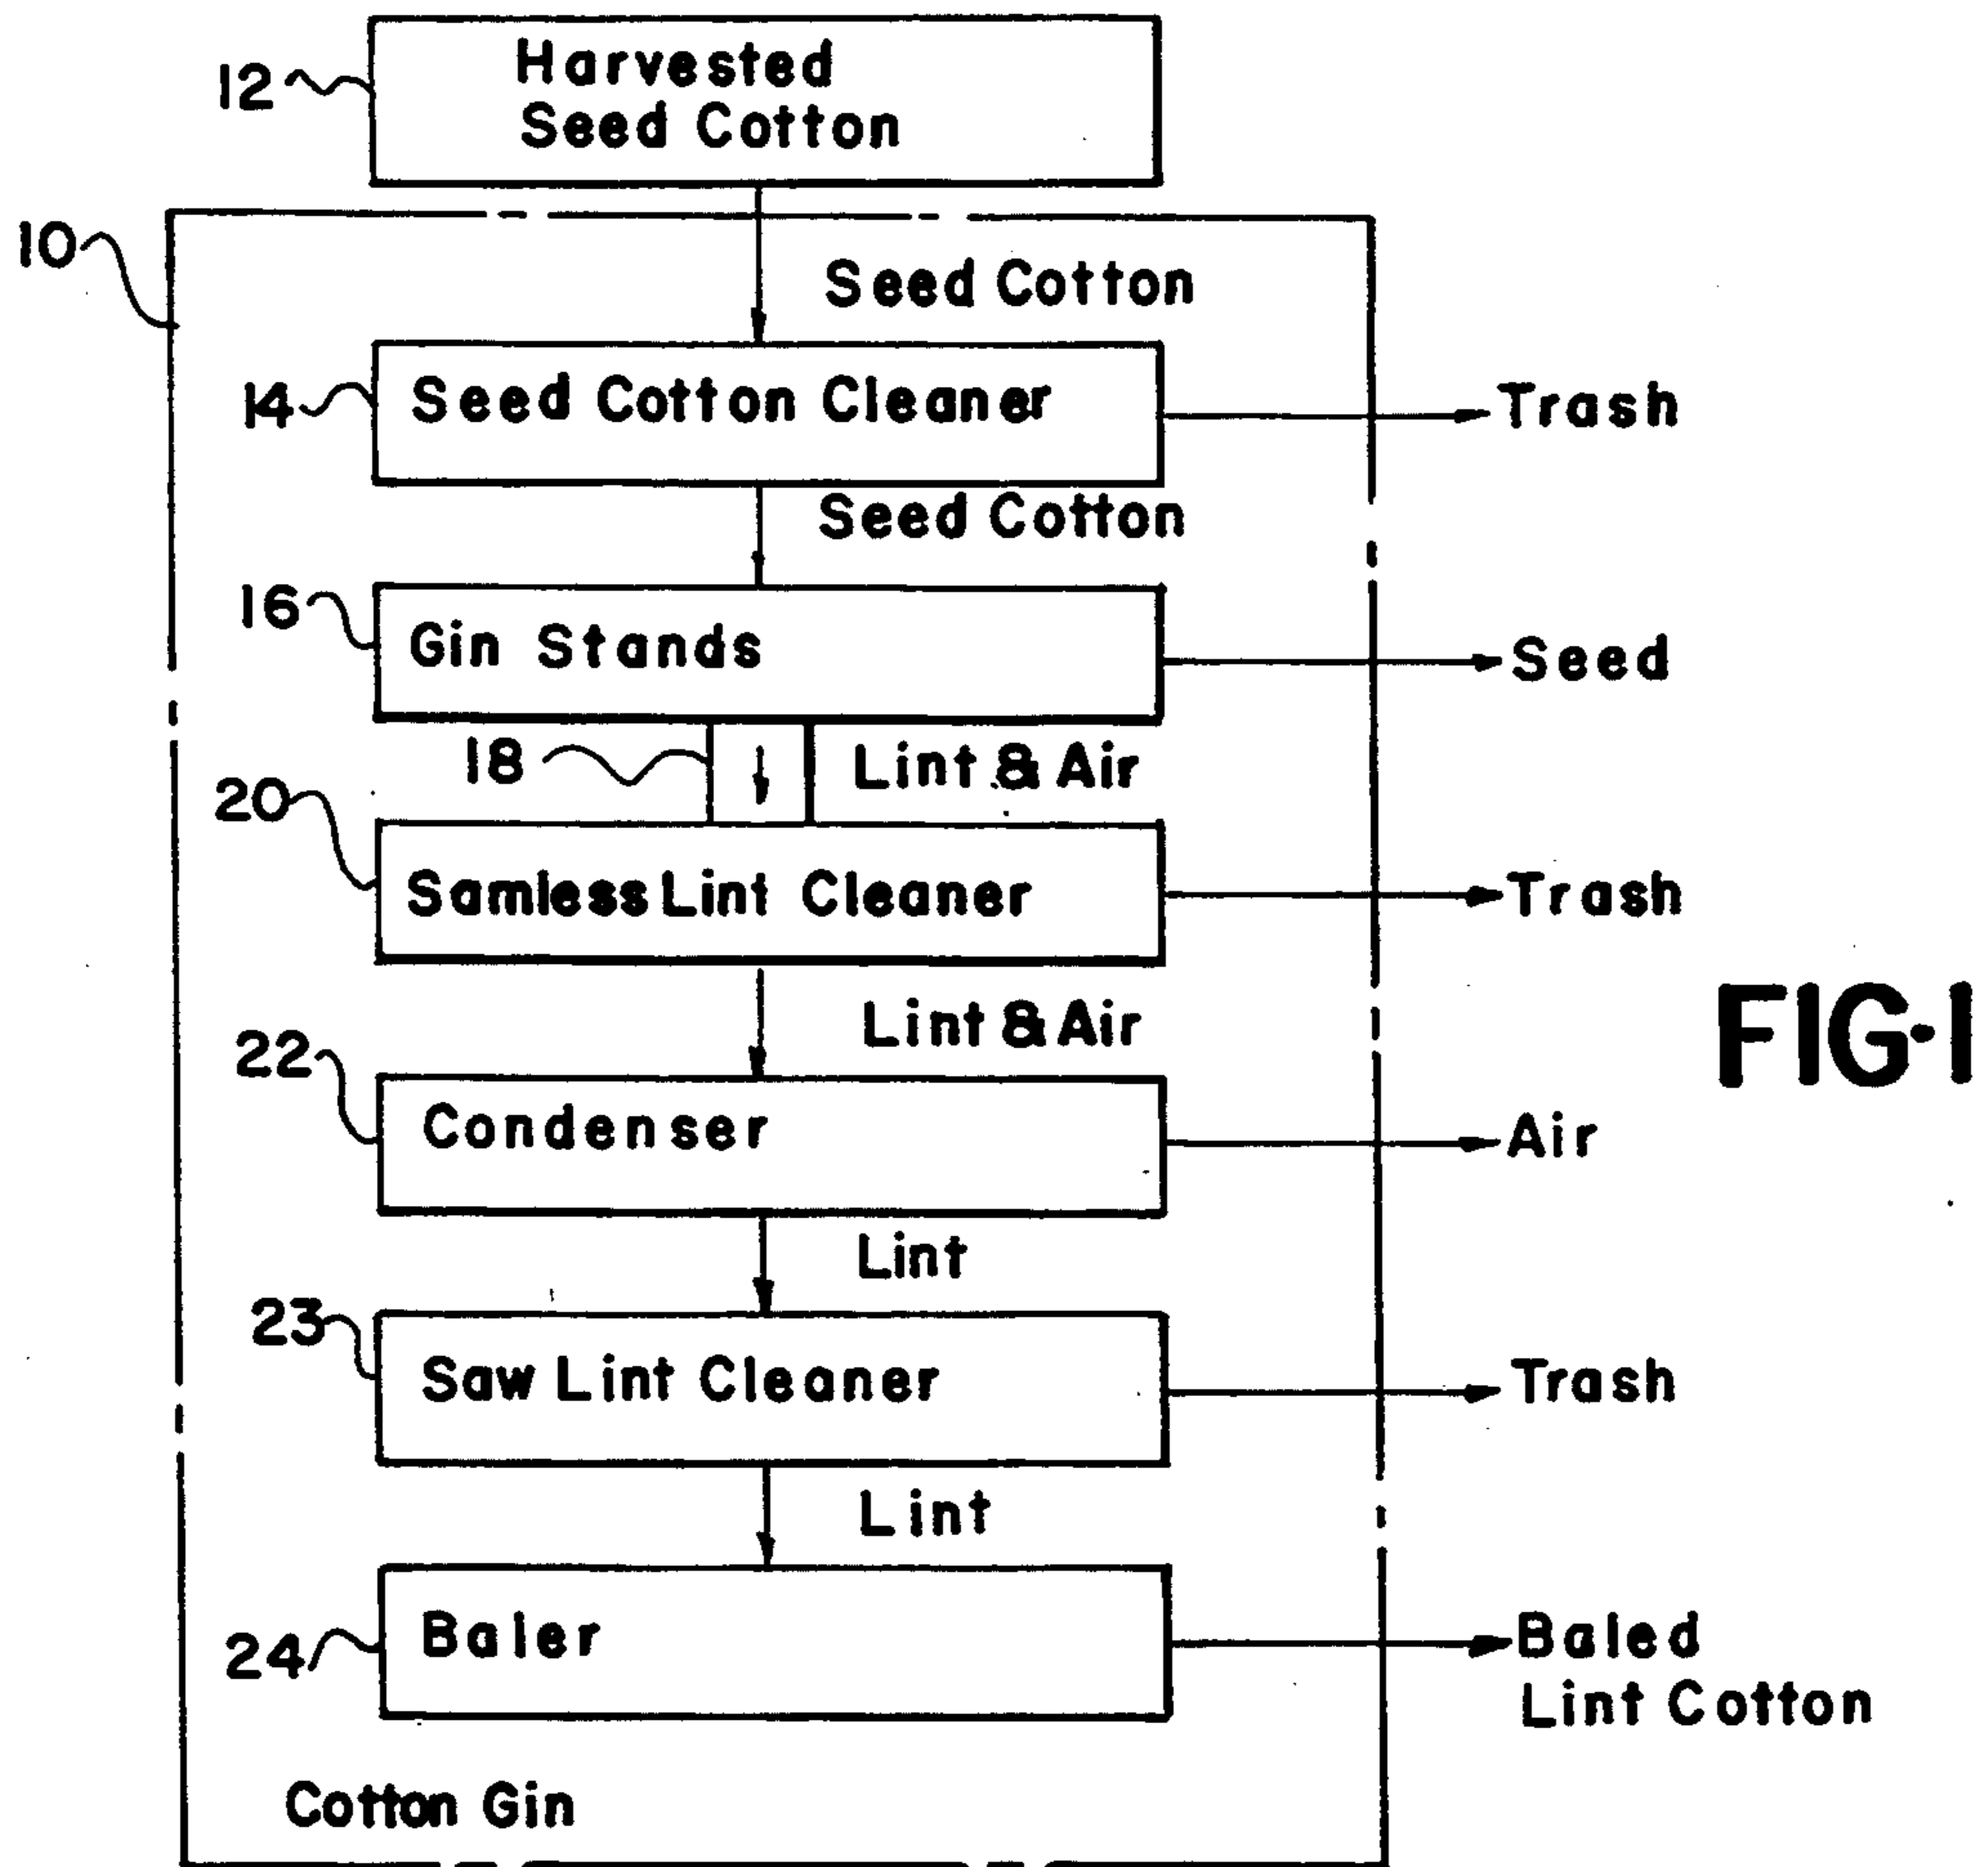 Harvested
Seed Cotton
12
10
Seed Cotton
14
Seed Cotton Cleaner
Trash
Seed Cotton
16
Gin Stands
Seed
18
Lint & Air
20
Samless Lint Cleaner
Trash
Lint & Air
FIG·1
22
Condenser
Air
Lint
23
Saw Lint Cleaner
Trash
Lint
24
Baler
Baled
Lint Cotton
Cotton Gin